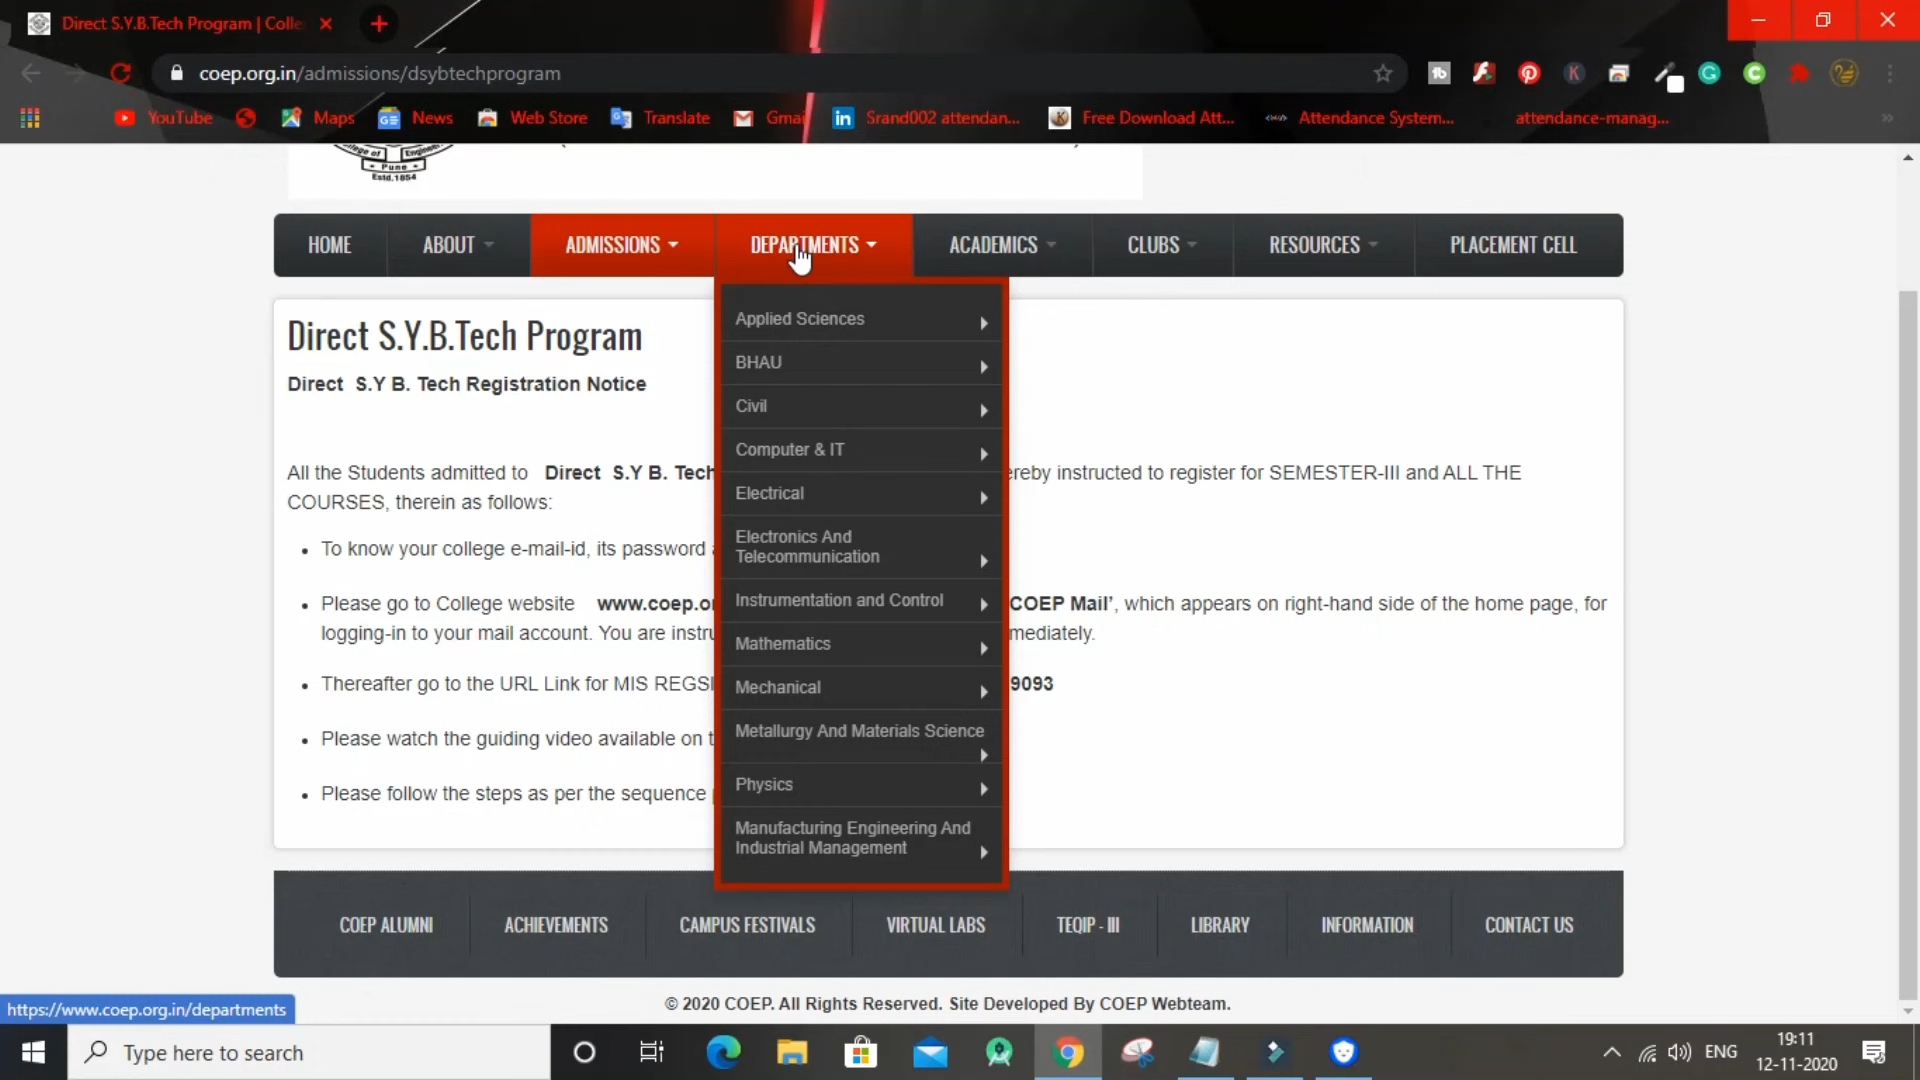 Direct S.Y.B.Tech Program | Colle
coep.org.in/admissions/dsybtechprogram
YouTube Maps News Web Store Translate Gmai Srand002 attendan... Free Download Att... Attendance System... attendance-manag...
College of Engineering
Pune
Estd.1854
HOME ABOUT ADMISSIONS DEPARTMENTS ACADEMICS CLUBS RESOURCES PLACEMENT CELL
Direct S.Y.B.Tech Program
Direct S.Y B. Tech Registration Notice
All the Students admitted to Direct S.Y B. Tech ereby instructed to register for SEMESTER-III and ALL THE
COURSES, therein as follows:
To know your college e-mail-id, its password
Please go to College website www.coep.o COEP Mail', which appears on right-hand side of the home page, for
logging-in to your mail account. You are instru mediately.
Thereafter go to the URL Link for MIS REGSI 9093
Please watch the guiding video available on t
Please follow the steps as per the sequence
Applied Sciences
BHAU
Civil
Computer & IT
Electrical
Electronics And
Telecommunication
Instrumentation and Control
Mathematics
Mechanical
Metallurgy And Materials Science
Physics
Manufacturing Engineering And
Industrial Management
COEP ALUMNI ACHIEVEMENTS CAMPUS FESTIVALS VIRTUAL LABS TEQIP - III LIBRARY INFORMATION CONTACT US
© 2020 COEP. All Rights Reserved. Site Developed By COEP Webteam.
https://www.coep.org.in/departments
Type here to search
ENG
19:11
12-11-2020